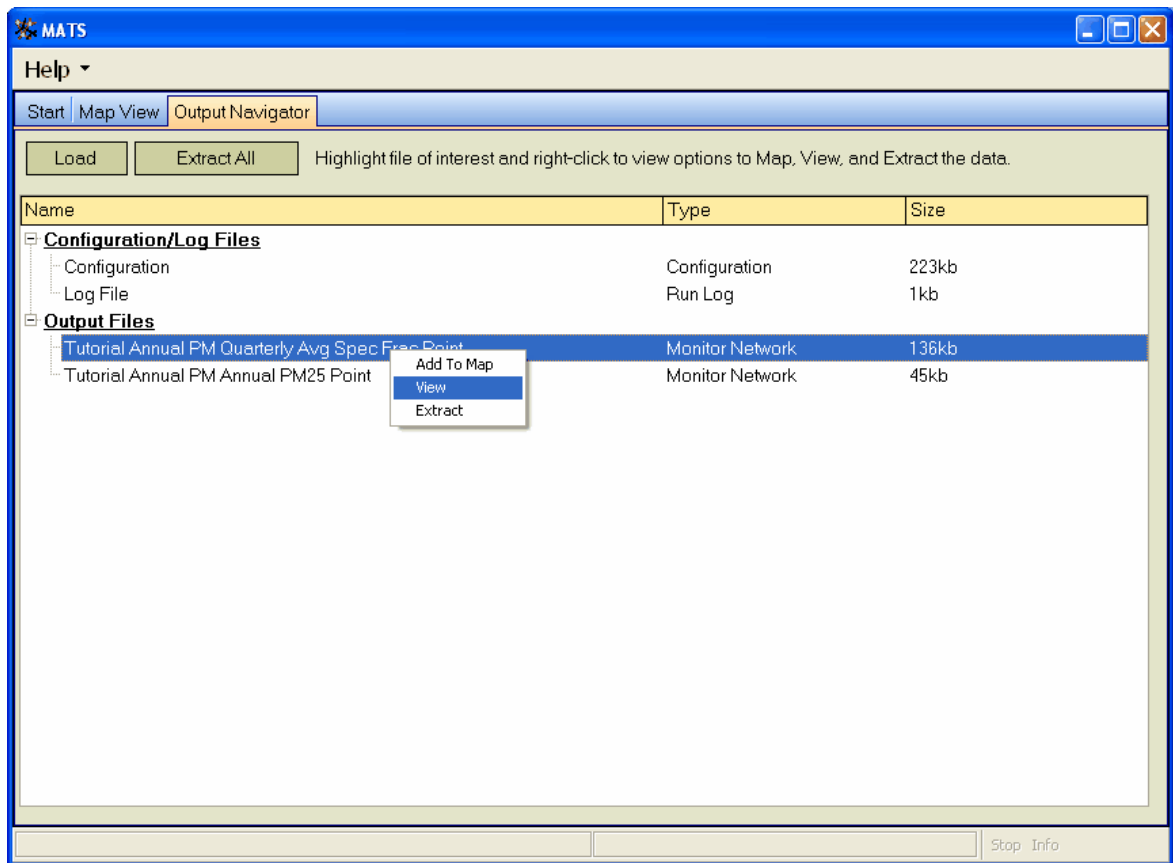 MATS
Help
Start Map View Output Navigator
Load Extract All Highlight file of interest and right-click to view options to Map, View, and Extract the data.
Name Type Size
Configuration/Log Files
Configuration Configuration 223kb
Log File Run Log 1kb
Output Files
Tutorial Annual PM Quarterly Avg Spec Frac Point Monitor Network 136kb
Tutorial Annual PM Annual PM25 Point Monitor Network 45kb
Add To Map
View
Extract
Stop Info